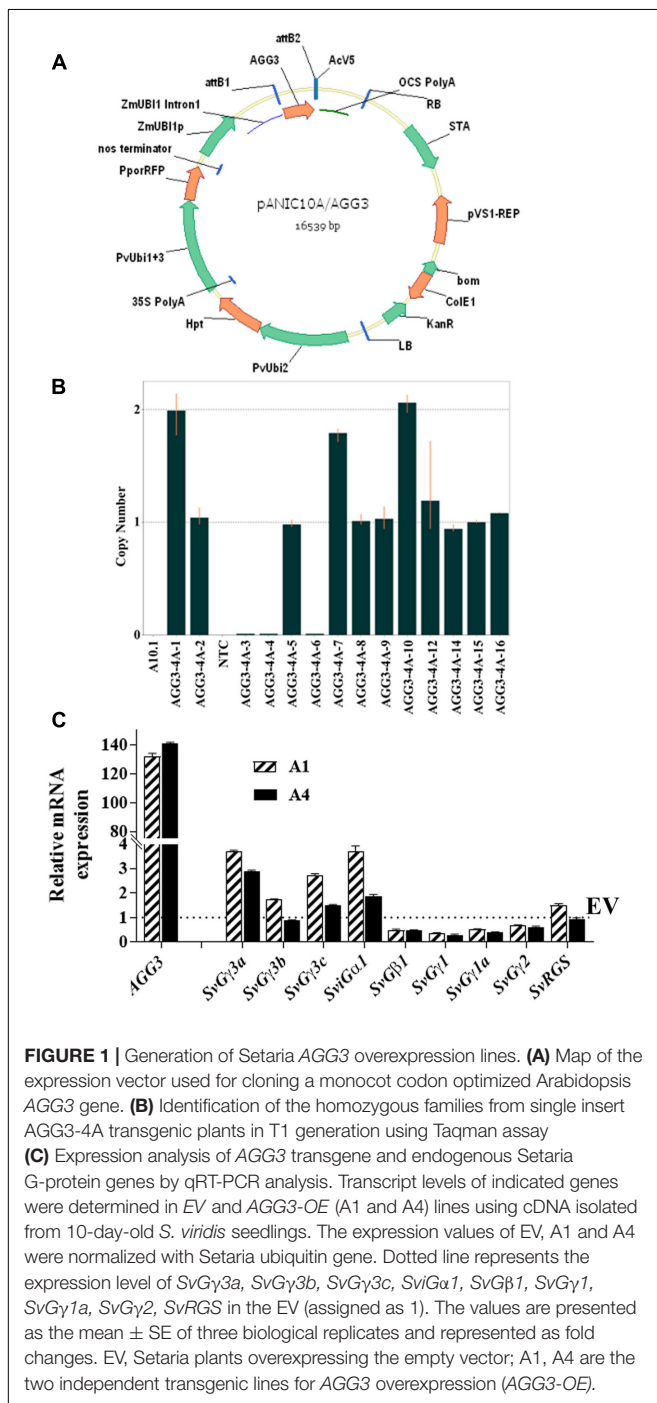 A
attB2
attB1
AGG3
AcV5
OCS PolyA
RB
ZmUBI1 Intron1
ZmUBI1p
STA
nos terminator
PporRFP
pANIC10A/AGG3
16539 bp
pVS1-REP
PvUbi1+3
bom
35S PolyA
ColE1
Hpt
KanR
LB
PvUbi2
B
Copy Number
2
1
0
A10.1
AGG3-4A-1
AGG3-4A-2
NTC
AGG3-4A-3
AGG3-4A-4
AGG3-4A-5
AGG3-4A-6
AGG3-4A-7
AGG3-4A-8
AGG3-4A-9
AGG3-4A-10
AGG3-4A-12
AGG3-4A-14
AGG3-4A-15
AGG3-4A-16
C
Relative mRNA
expression
140
120
100
80
4
3
2
1
0
A1
A4
EV
AGG3
SvGγ3a
SvGγ3b
SvGγ3c
SviGα1
SvGβ1
SvGγ1
SvGγ1a
SvGγ2
SvRGS
FIGURE 1 | Generation of Setaria AGG3 overexpression lines. (A) Map of the
expression vector used for cloning a monocot codon optimized Arabidopsis
AGG3 gene. (B) Identification of the homozygous families from single insert
AGG3-4A transgenic plants in T1 generation using Taqman assay
(C) Expression analysis of AGG3 transgene and endogenous Setaria
G-protein genes by qRT-PCR analysis. Transcript levels of indicated genes
were determined in EV and AGG3-OE (A1 and A4) lines using cDNA isolated
from 10-day-old S. viridis seedlings. The expression values of EV, A1 and A4
were normalized with Setaria ubiquitin gene. Dotted line represents the
expression level of SvGγ3a, SvGγ3b, SvGγ3c, SviGα1, SvGβ1, SvGγ1,
SvGγ1a, SvGγ2, SvRGS in the EV (assigned as 1). The values are presented
as the mean ± SE of three biological replicates and represented as fold
changes. EV, Setaria plants overexpressing the empty vector; A1, A4 are the
two independent transgenic lines for AGG3 overexpression (AGG3-OE).